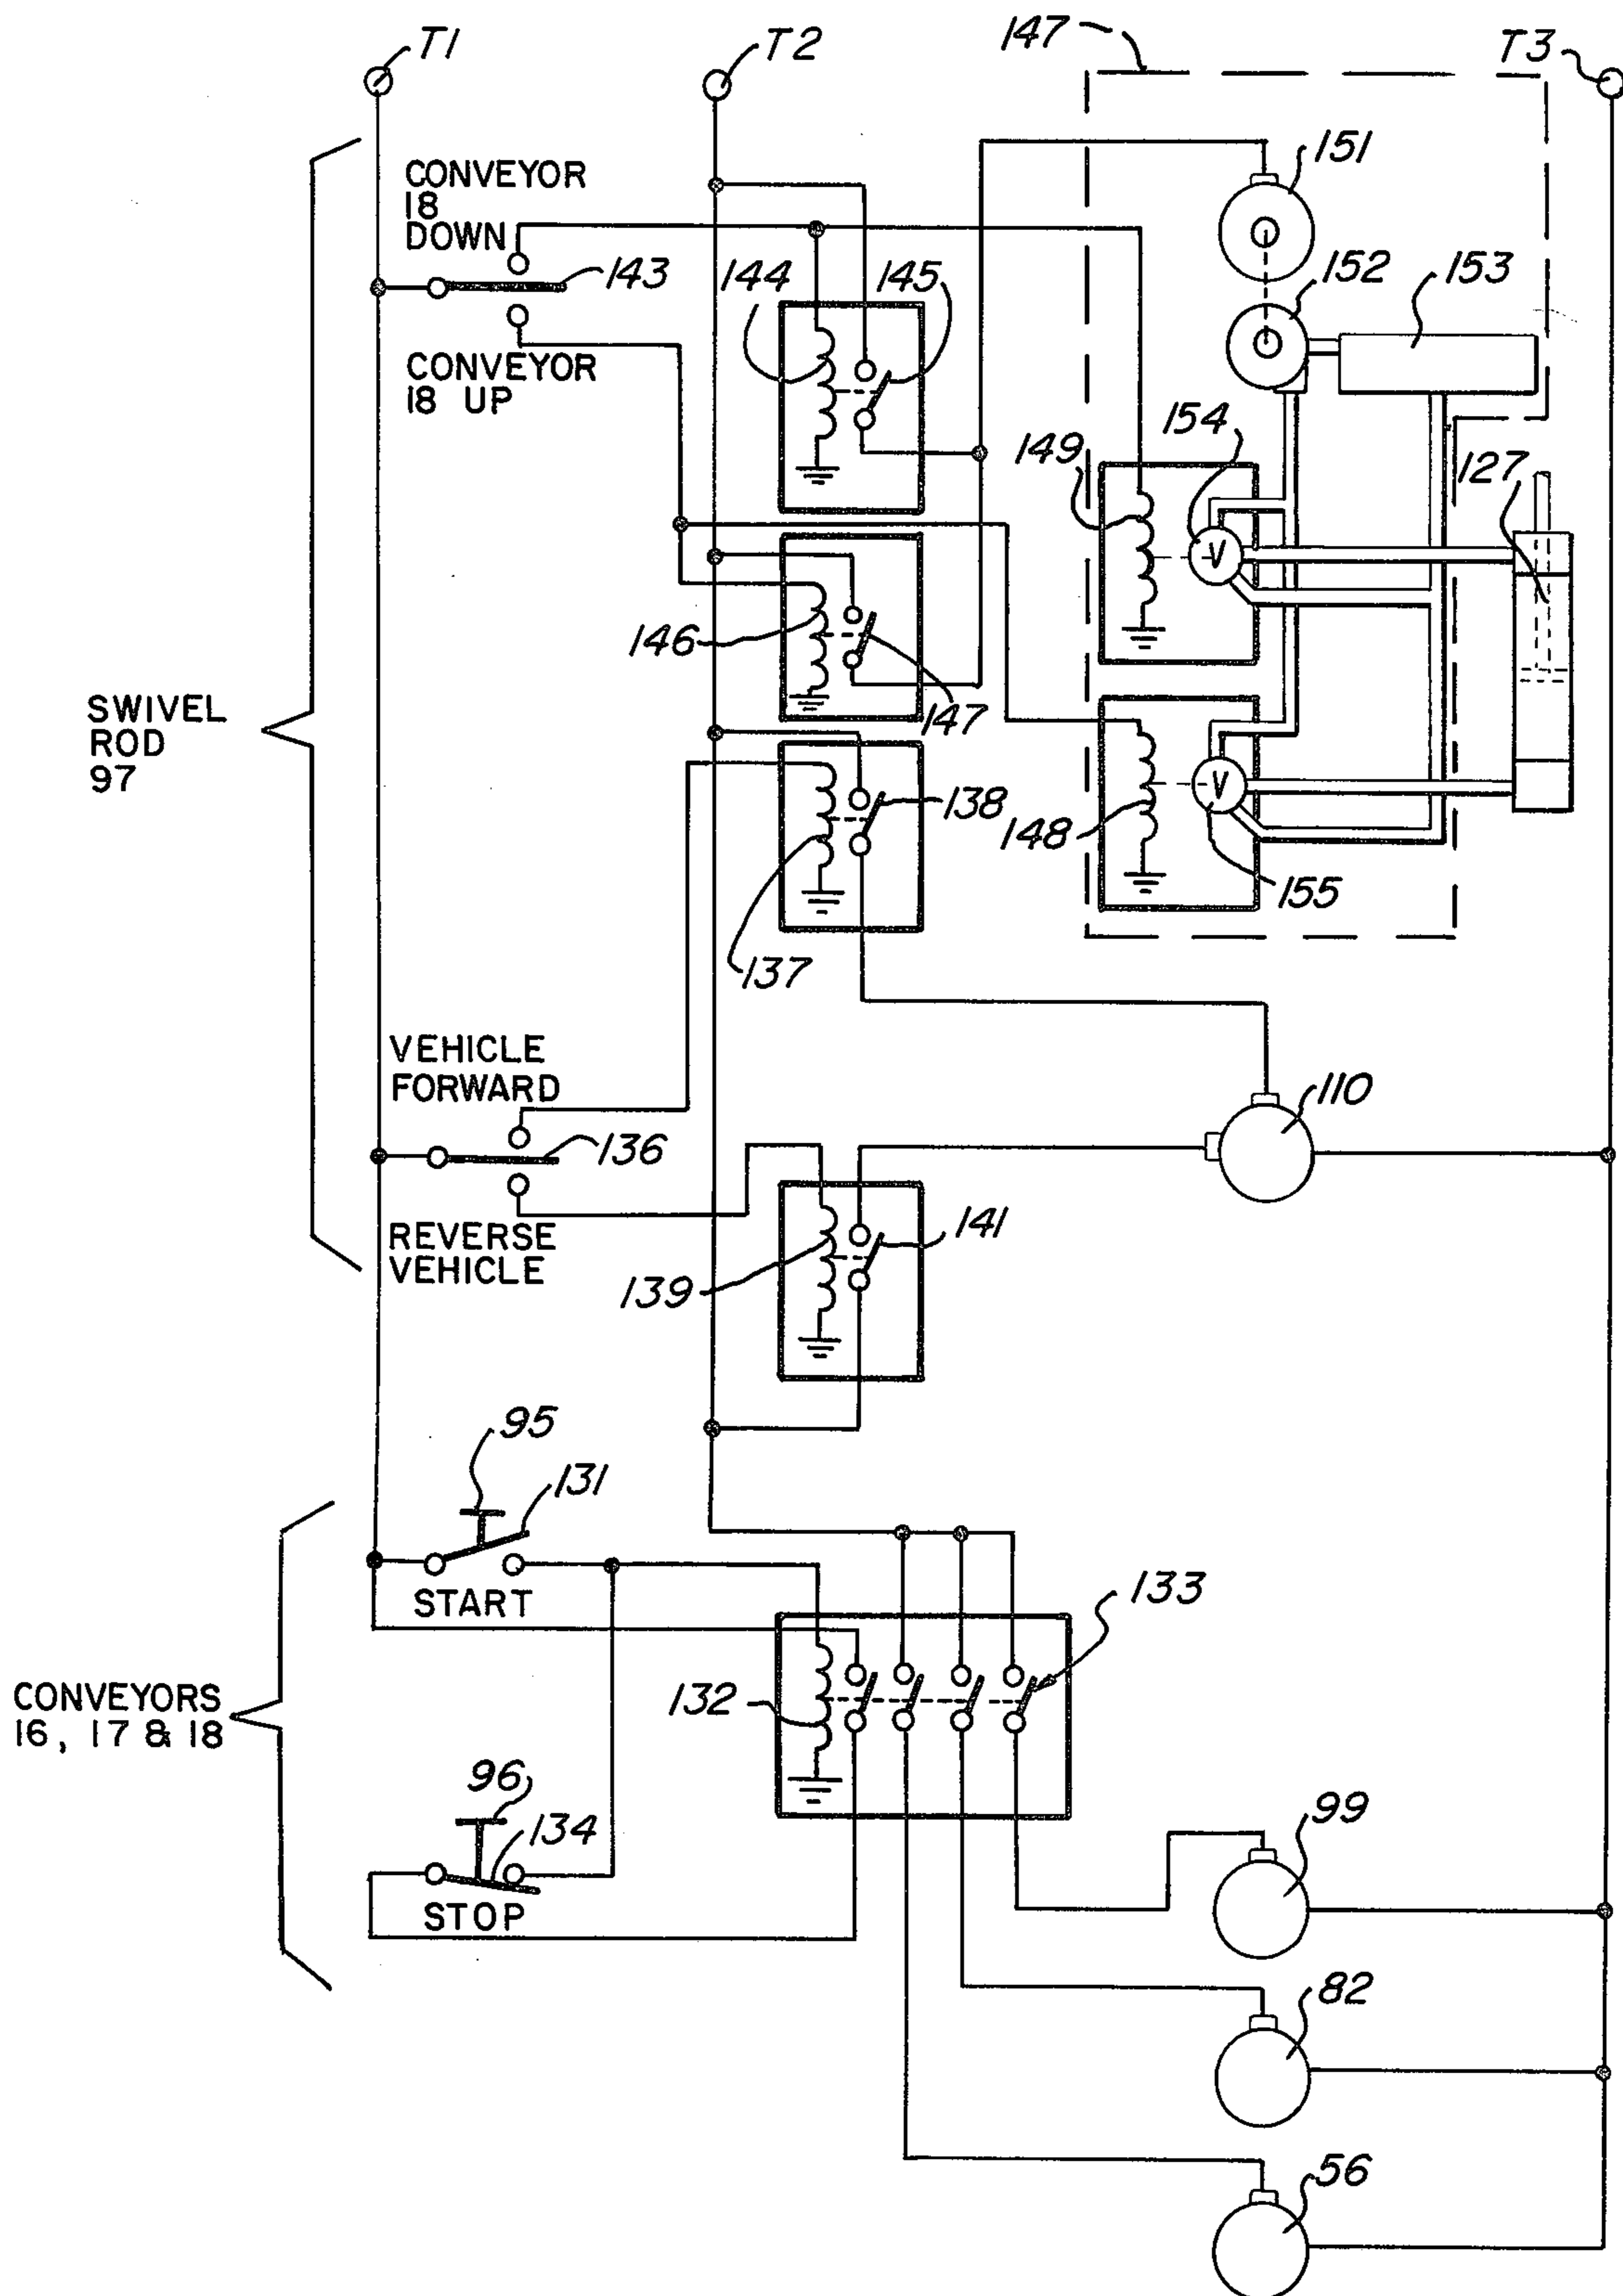 T1
T2
147
T3
151
CONVEYOR
18
DOWN
143
144
145
152
153
CONVEYOR
18 UP
154
149
127
146
147
SWIVEL
ROD
97
138
148
155
137
VEHICLE
FORWARD
110
136
141
REVERSE
VEHICLE
139
95
131
START
133
CONVEYORS
16, 17 & 18
132
96
134
99
STOP
82
56